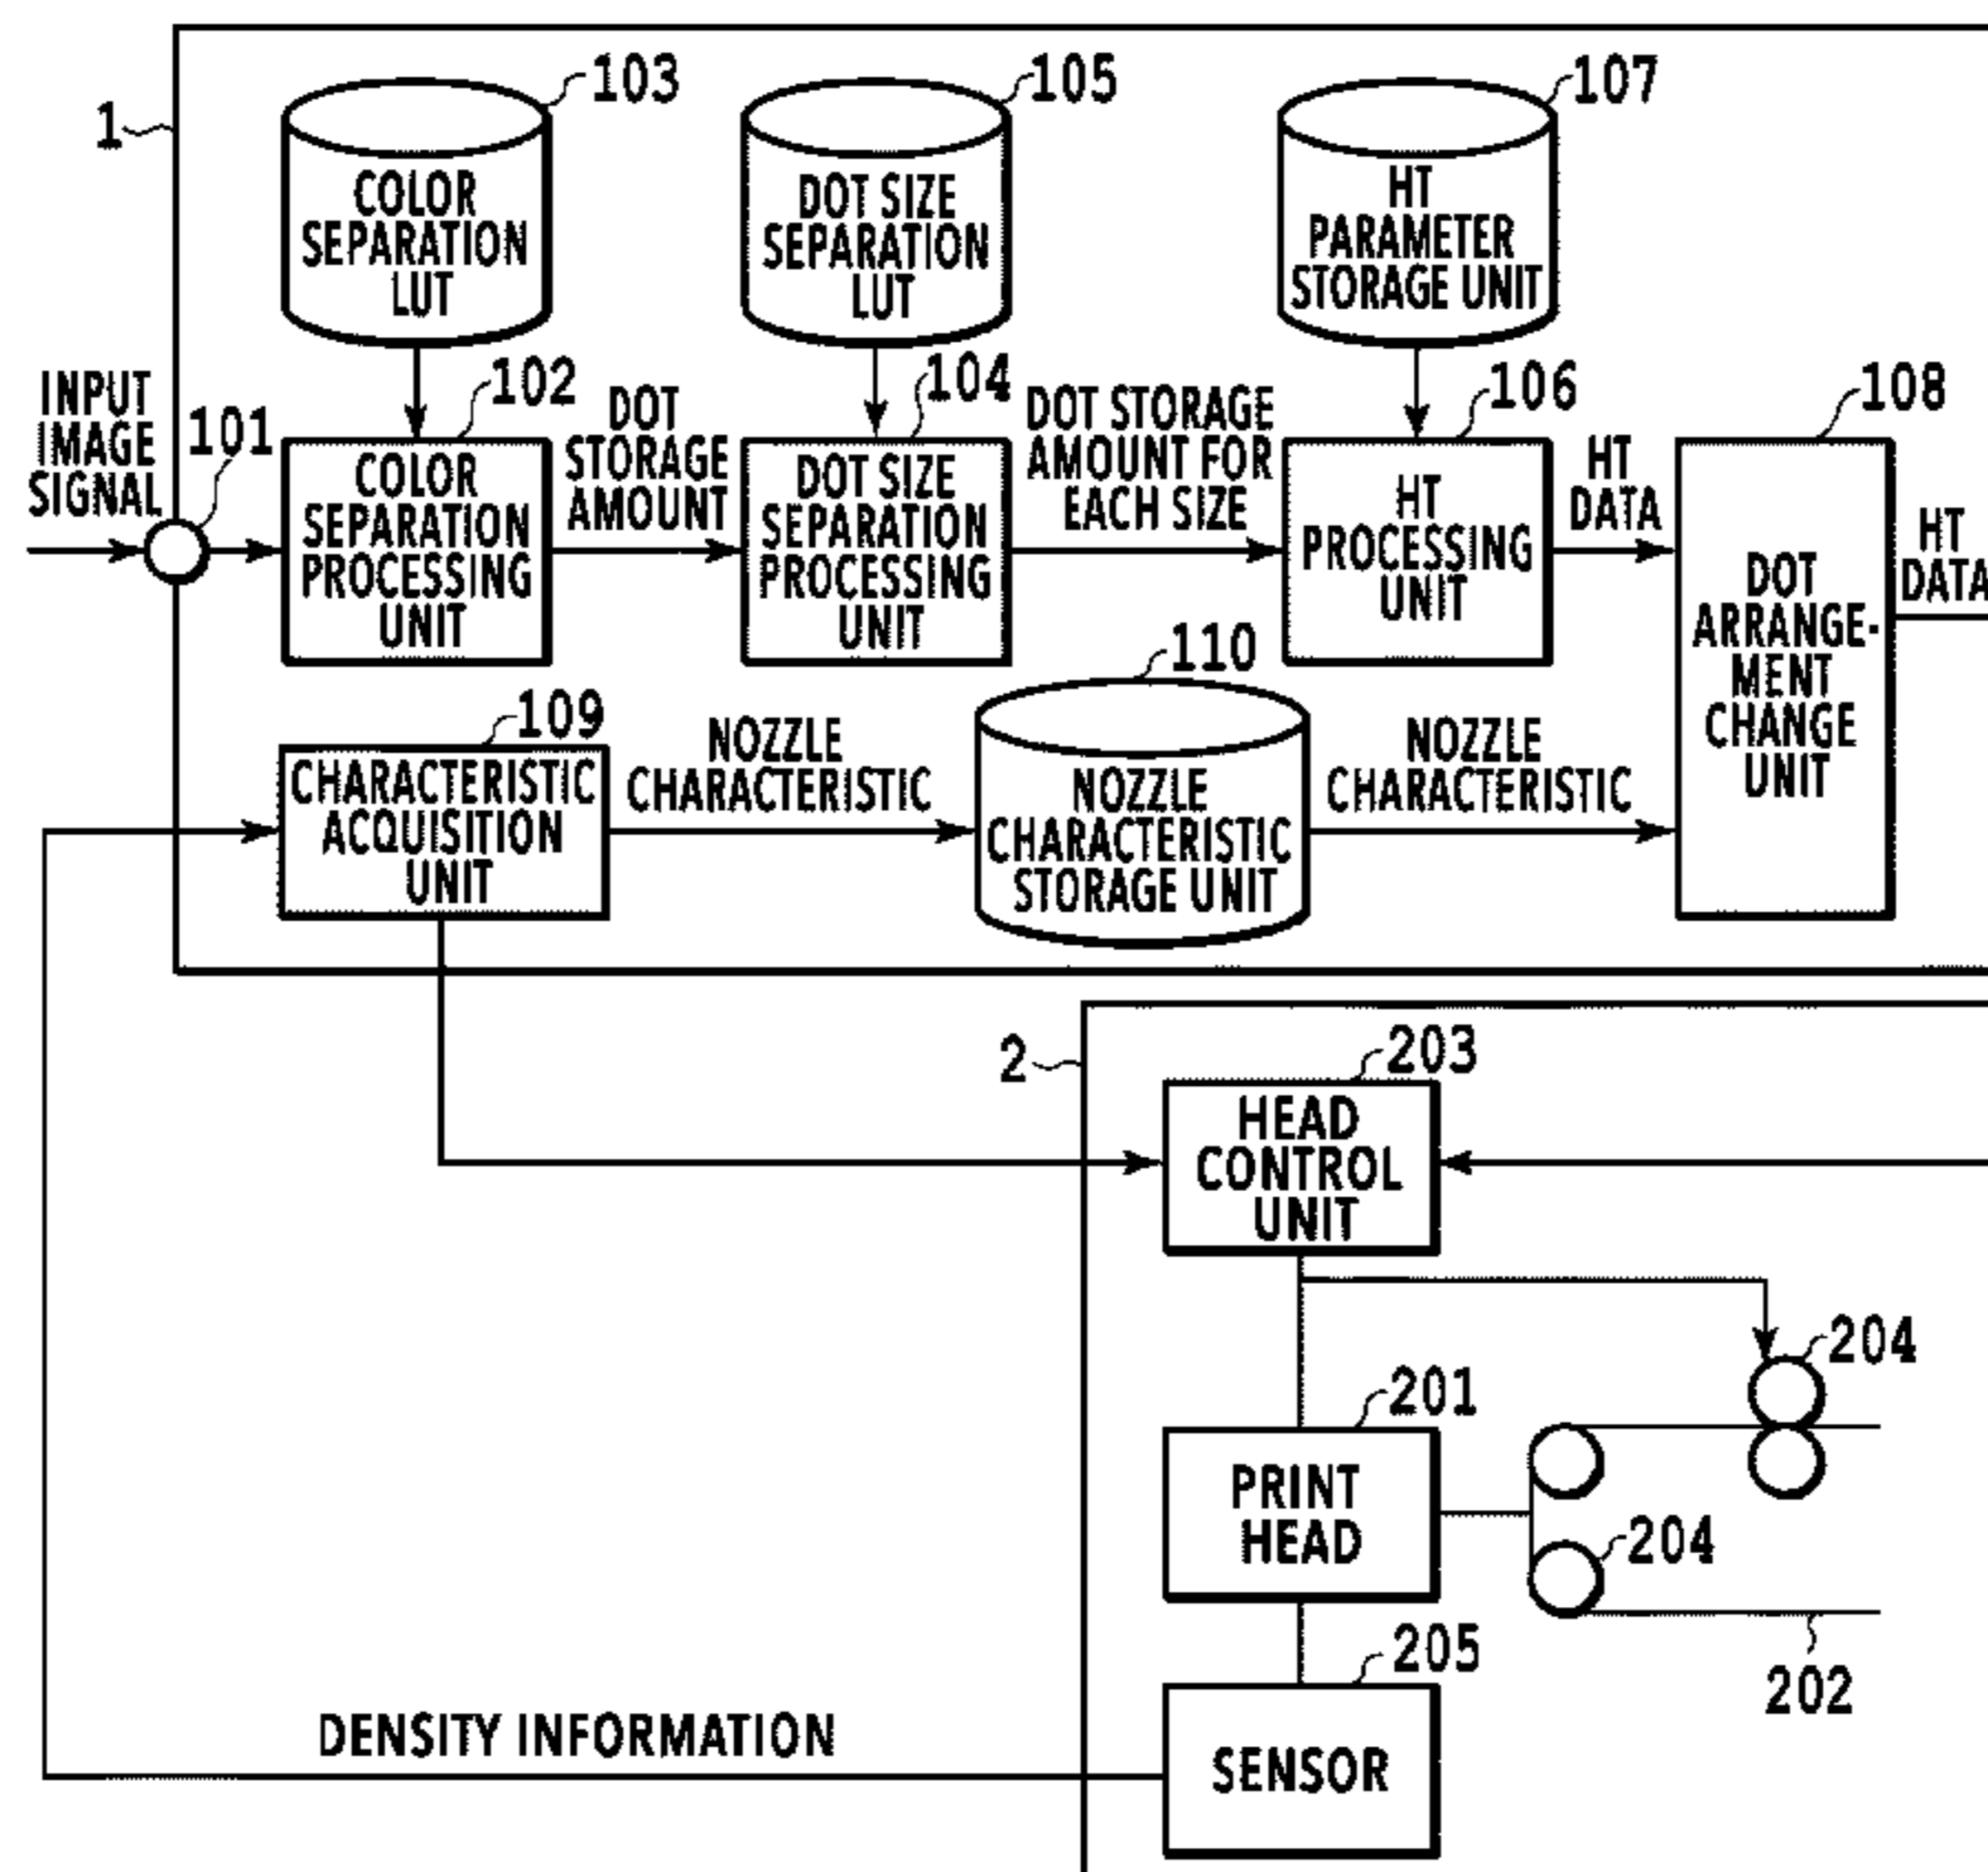 103
105
107
1
COLOR
SEPARATION
LUT
DOT SIZE
SEPARATION
LUT
HT
PARAMETER
STORAGE UNIT
INPUT
IMAGE
SIGNAL
101
102
COLOR
SEPARATION
PROCESSING
UNIT
DOT
STORAGE
AMOUNT
104
DOT SIZE
SEPARATION
PROCESSING
UNIT
DOT STORAGE
AMOUNT FOR
EACH SIZE
106
HT
PROCESSING
UNIT
HT
DATA
108
DOT
ARRANGE-
MENT
CHANGE
UNIT
HT
DATA
109
CHARACTERISTIC
ACQUISITION
UNIT
NOZZLE
CHARACTERISTIC
110
NOZZLE
CHARACTERISTIC
STORAGE UNIT
NOZZLE
CHARACTERISTIC
2
203
HEAD
CONTROL
UNIT
204
201
PRINT
HEAD
204
202
205
SENSOR
DENSITY INFORMATION